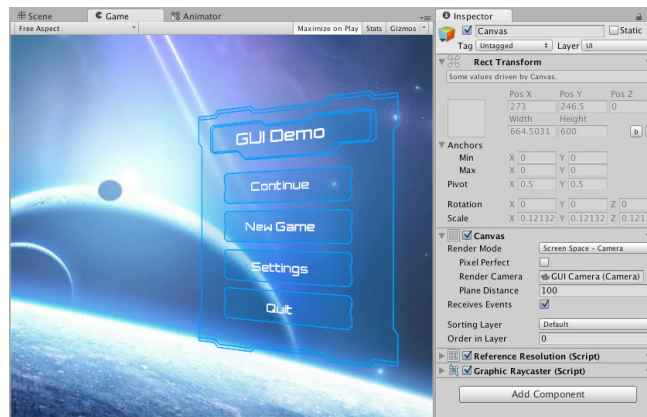 Scene Game Animator
Free Aspect Maximize on Play Stats Gizmos
GUI Demo
Continue
New Game
Settings
Quit
Inspector
Canvas Static
Tag Untagged Layer UI
Rect Transform
Some values driven by Canvas.
Pos X Pos Y Pos Z
273 246.5 0
Width Height
664.5031 600
b
Anchors
Min X 0 Y 0
Max X 0 Y 0
Pivot X 0.5 Y 0.5
Rotation X 0 Y 0 Z 0
Scale X 0.12132 Y 0.12132 Z 0.121
Canvas
Render Mode Screen Space - Camera
Pixel Perfect
Render Camera GUI Camera (Camera)
Plane Distance 100
Receives Events
Sorting Layer Default
Order in Layer 0
Reference Resolution (Script)
Graphic Raycaster (Script)
Add Component